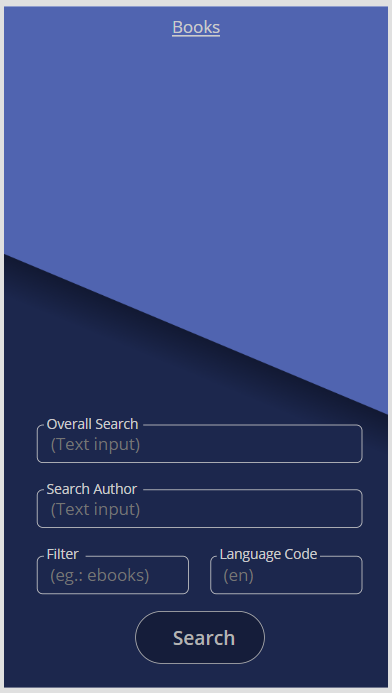 Books
Overall Search
(Text input)
Search Author
(Text input)
Filter
(eg.: ebooks)
Language Code
(en)
Search